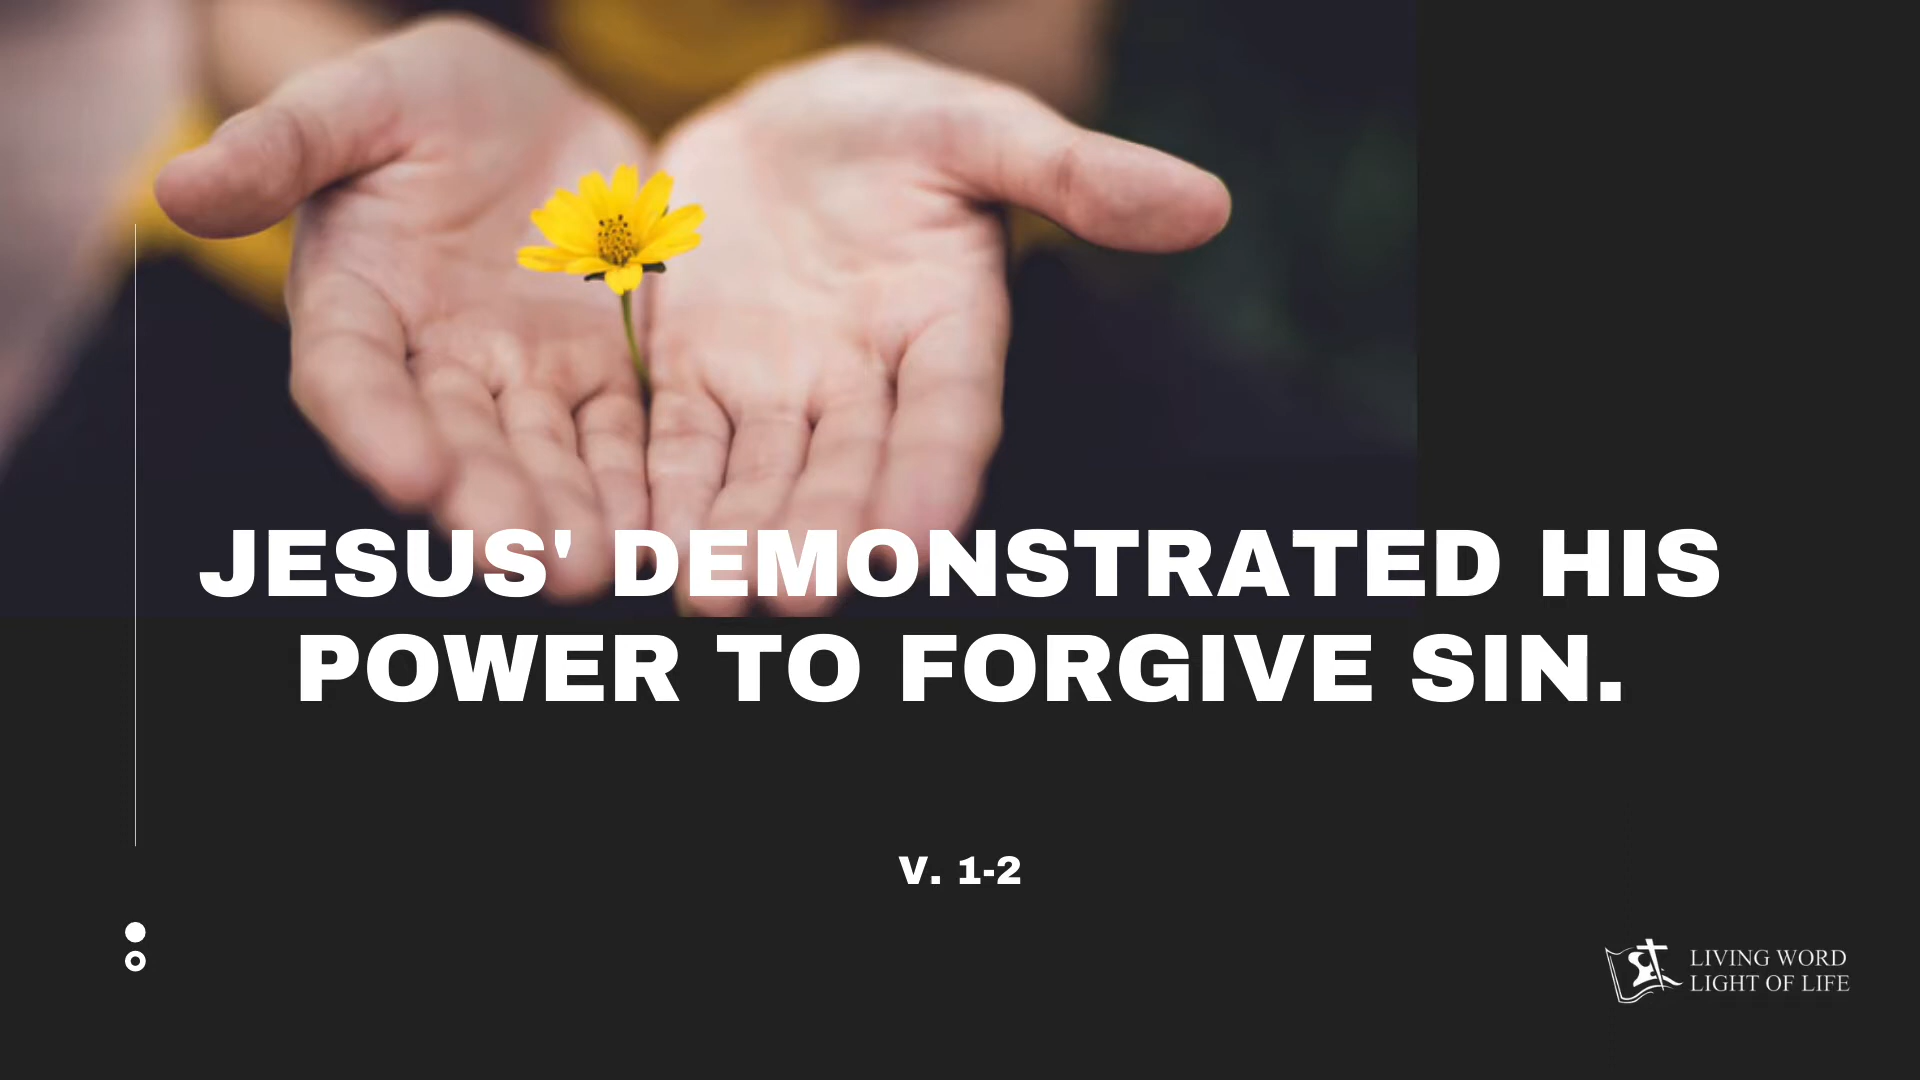 JESUS' DEMONSTRATED HIS
POWER TO FORGIVE SIN.
V. 1-2
LIVING WORD
LIGHT OF LIFE